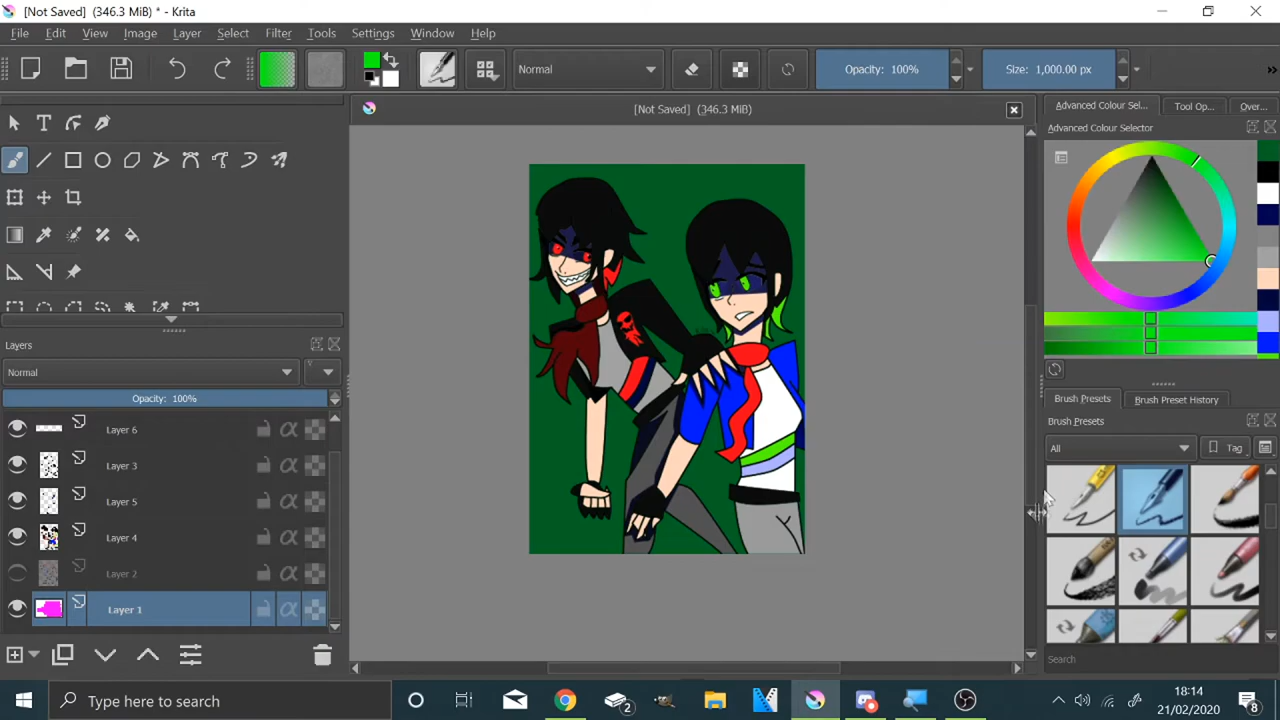 [Not Saved] (346.3 MiB) * - Krita
File Edit View Image Layer Select Filter Tools Settings Window Help
Normal
Opacity: 100%
Size: 1,000.00 px
»
[Not Saved] (346.3 MiB)
Advanced Colour Sel...
Tool Op...
Over...
Advanced Colour Selector
Layers
Normal
Opacity: 100%
Layer 6
Layer 3
Layer 5
Layer 4
Layer 2
Layer 1
Brush Presets
Brush Preset History
Brush Presets
All
Tag
Search
Type here to search
2
18:14
21/02/2020
8